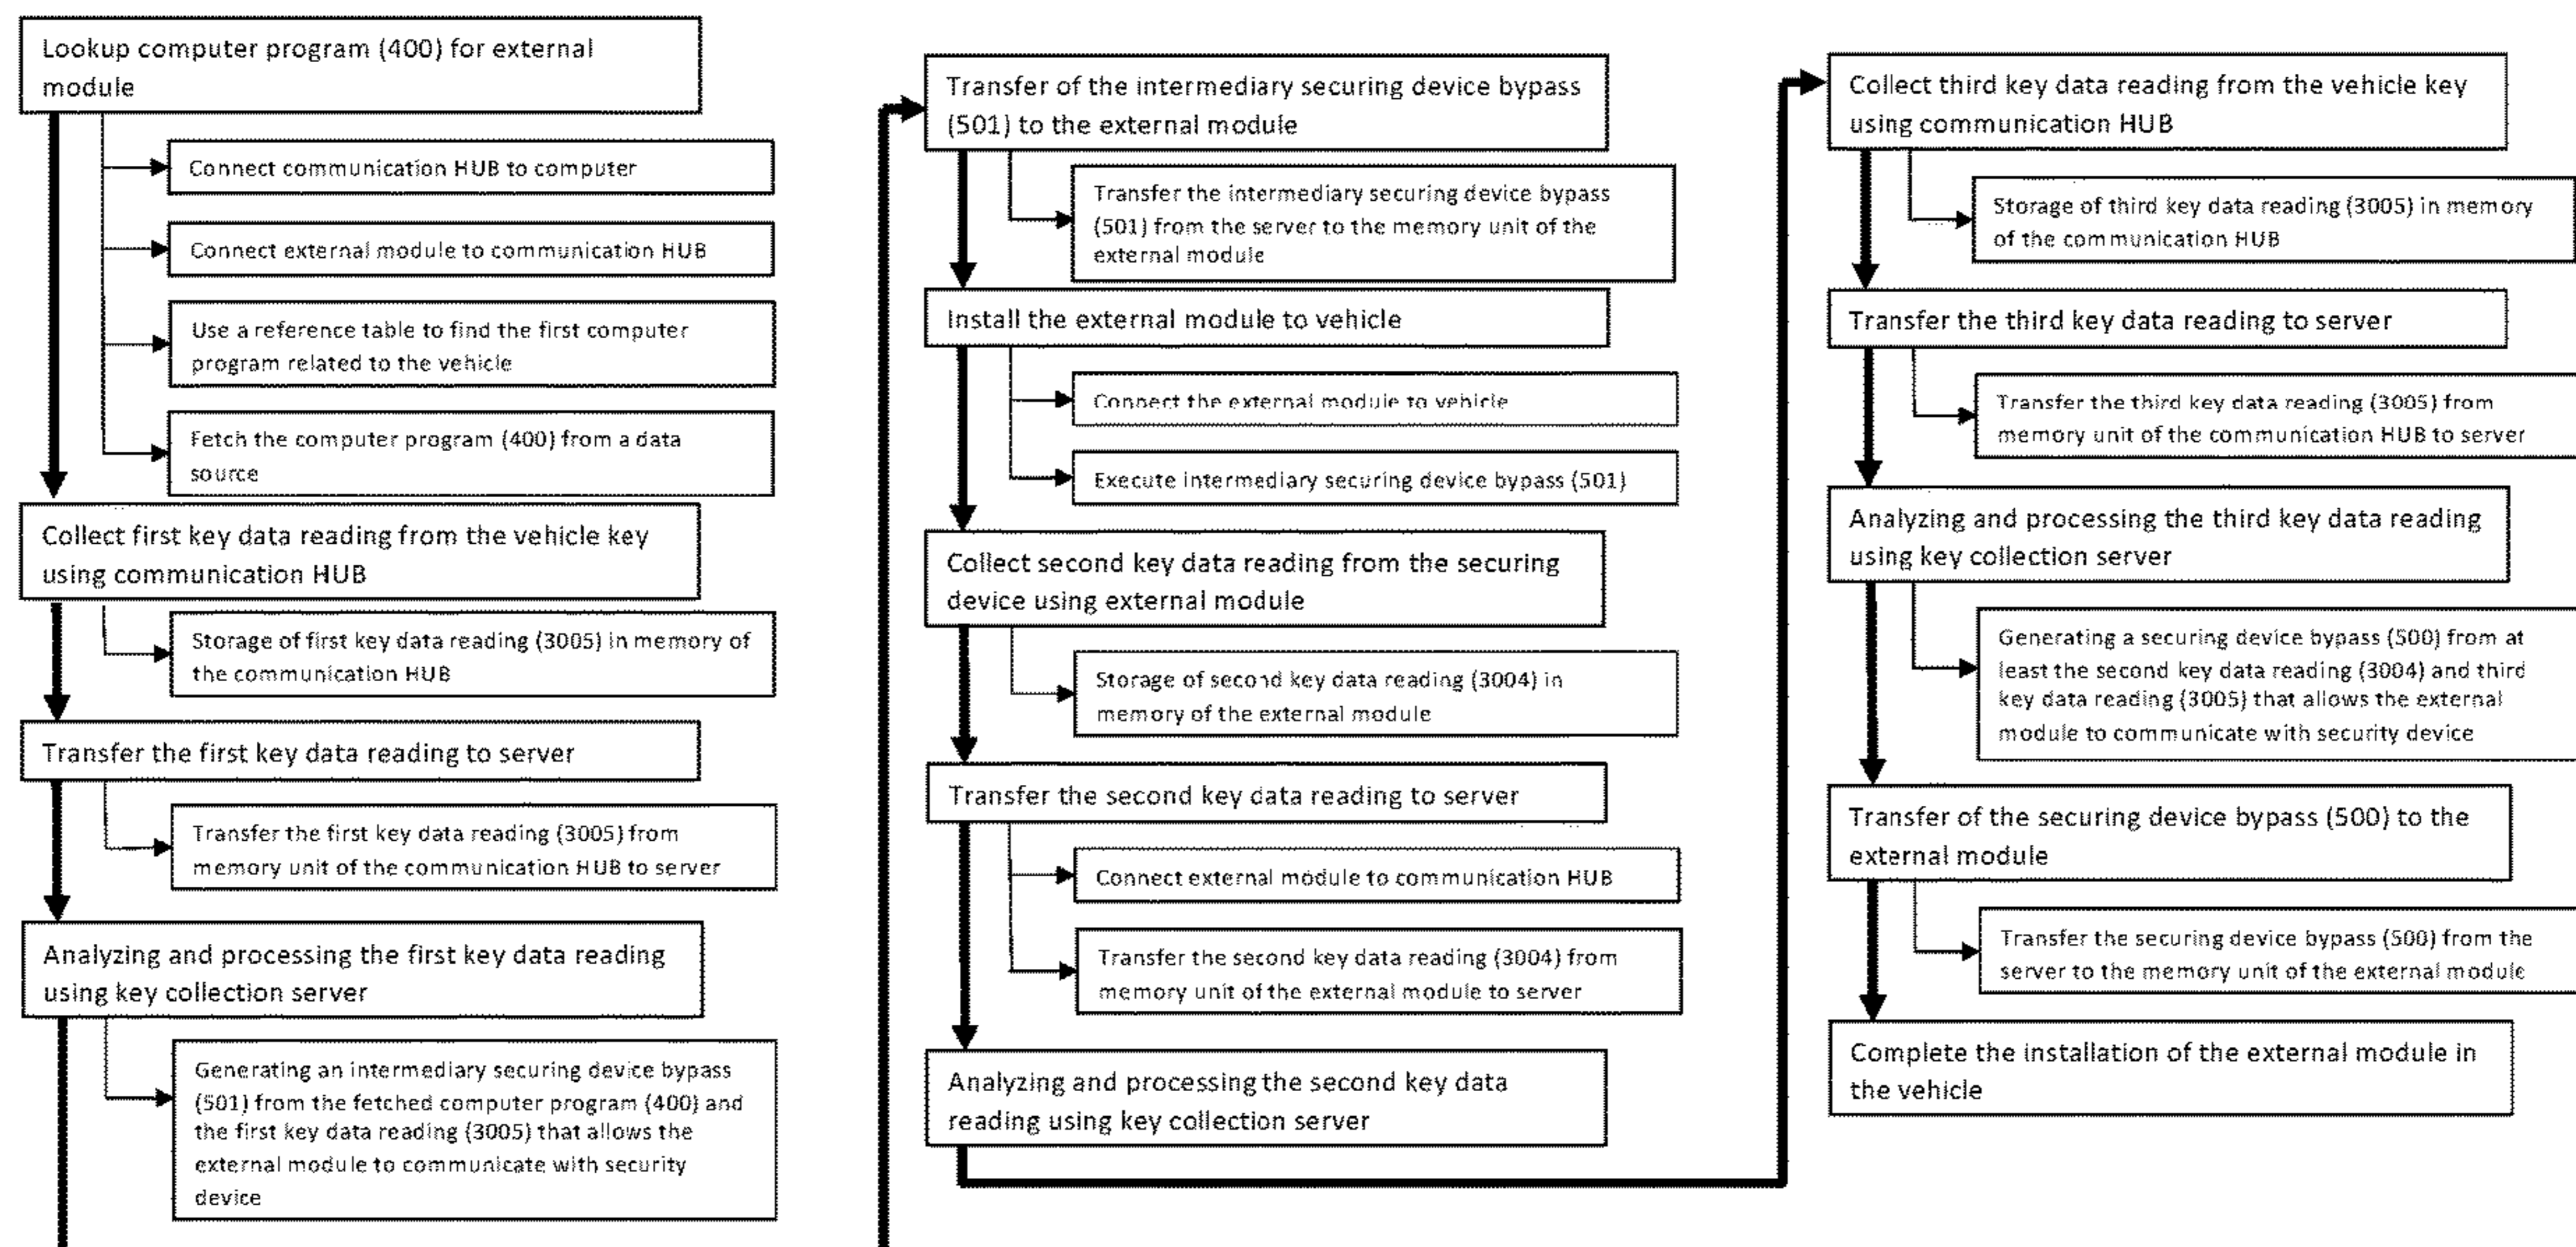 Lookup computer program (400) for external
module
Connect communication HUB to computer
Connect external module to communication HUB
Use a reference table to find the first computer
program related to the vehicle
Fetch the computer program (400) from a data
source
Collect first key data reading from the vehicle key
using communication HUB
Storage of first key data reading (3005) in memory of
the communication HUB
Transfer the first key data reading to server
Transfer the first key data reading (3005) from
memory unit of the communication HUB to server
Analyzing and processing the first key data reading
using key collection server
Generating an intermediary securing device bypass
(501) from the fetched computer program (400) and
the first key data reading (3005) that allows the
external module to communicate with security
device
Transfer of the intermediary securing device bypass
(501) to the external module
Transfer the intermediary securing device bypass
(501) from the server to the memory unit of the
external module
Install the external module to vehicle
Connect the external module to vehicle
Execute intermediary securing device bypass (501)
Collect second key data reading from the securing
device using external module
Storage of second key data reading (3004) in
memory of the external module
Transfer the second key data reading to server
Connect external module to communication HUB
Transfer the second key data reading (3004) from
memory unit of the external module to server
Analyzing and processing the second key data
reading using key collection server
Collect third key data reading from the vehicle key
using communication HUB
Storage of third key data reading (3005) in memory
of the communication HUB
Transfer the third key data reading to server
Transfer the third key data reading (3005) from
memory unit of the communication HUB to server
Analyzing and processing the third key data reading
using key collection server
Generating a securing device bypass (500) from at
least the second key data reading (3004) and third
key data reading (3005) that allows the external
module to communicate with security device
Transfer of the securing device bypass (500) to the
external module
Transfer the securing device bypass (500) from the
server to the memory unit of the external module
Complete the installation of the external module in
the vehicle